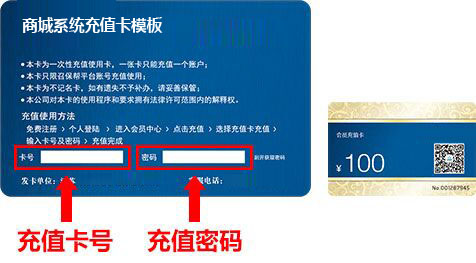 商城系统充值卡模板
●本卡为一次性充值使用卡，一张卡只能充值一个账户；
●本卡只限召保帮平台账号充值使用；
●本卡为不记名卡，如有遗失不予补办，请妥善保管；
●本公司对本卡的使用程序和要求拥有法律许可范围内的解释权。
充值使用方法
免费注册 > 个人登陆 > 进入会员中心 > 点击充值 > 选择充值卡充值 >
输入卡号及密码 > 充值完成
卡号 密码 刮开获取密码
发卡单位： 电话：
充值卡号 充值密码
会员充值卡
¥100
No.001287945